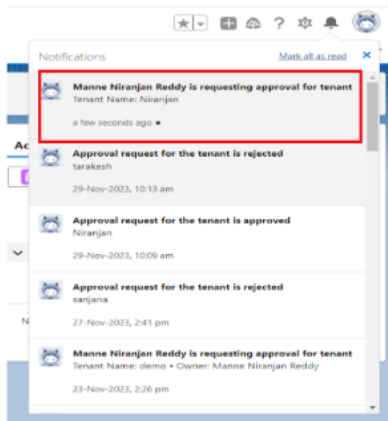 Notifications
Mark all as read
Manne Niranjan Reddy is requesting approval for tenant
Tenant Name: Niranjan
a few seconds ago •
Approval request for the tenant is rejected
tarakesh
29-Nov-2023, 10:13 am
Approval request for the tenant is approved
Niranjan
29-Nov-2023, 10:09 am
Approval request for the tenant is rejected
sanjana
27-Nov-2023, 2:41 pm
Manne Niranjan Reddy is requesting approval for tenant
Tenant Name: demo • Owner: Manne Niranjan Reddy
23-Nov-2023, 2:26 pm
Ac
N